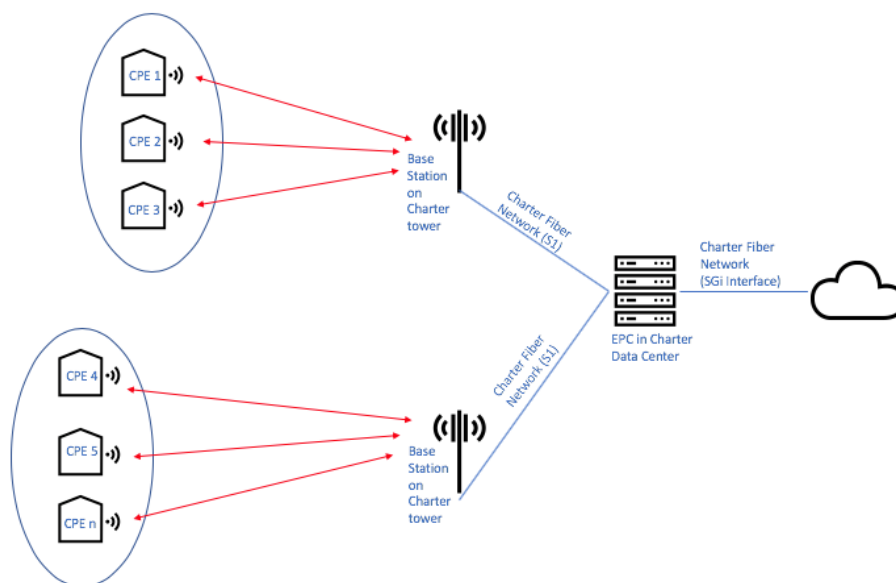 CPE 1
CPE 2
CPE 3
Base
Station
on
Charter
tower
Charter Fiber
Network (S1)
Charter Fiber
Network
(SGi Interface)
EPC in Charter
Data Center
Charter Fiber
Network (S1)
CPE 4
CPE 5
CPE n
Base
Station
on
Charter
tower